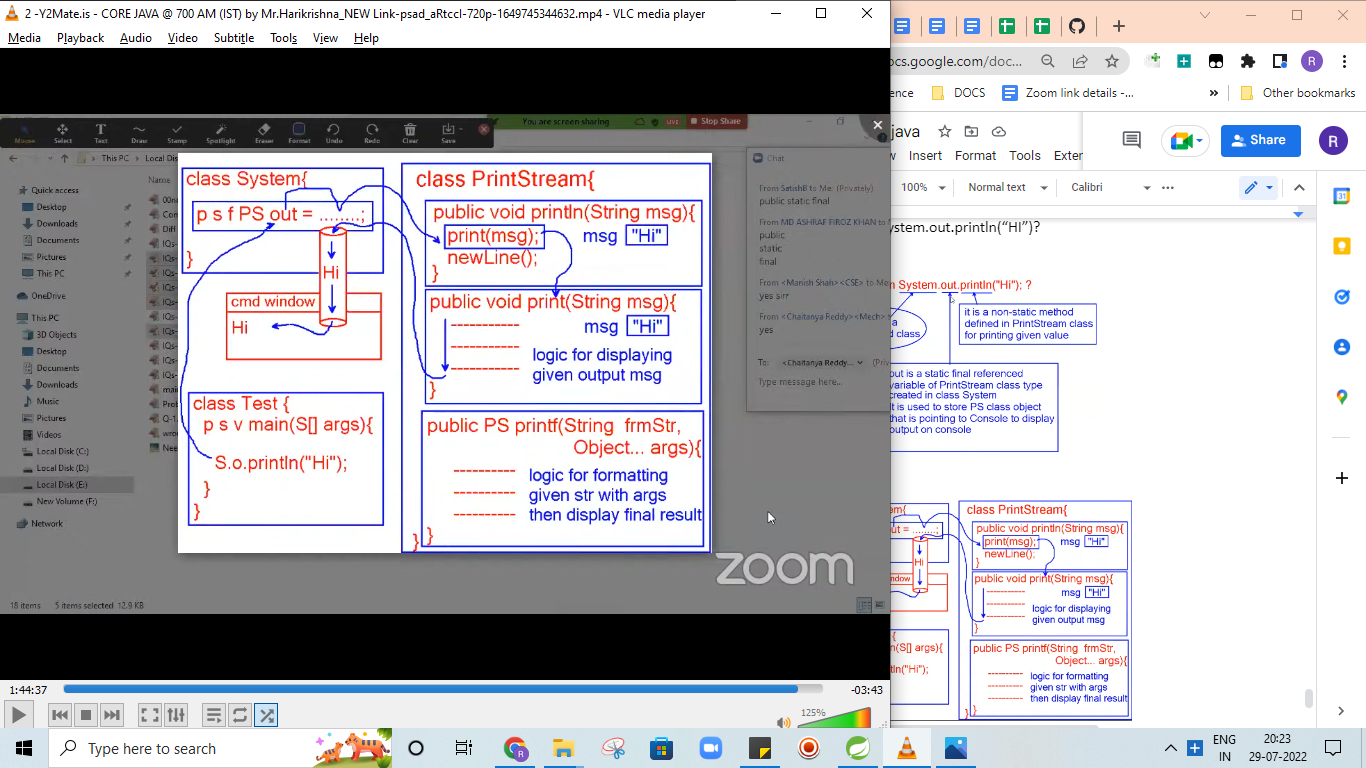 2 -Y2Mate.is - CORE JAVA @ 700 AM (IST) by Mr.Harikrishna_NEW Link-psad_aRtccI-720p-1649745344632.mp4 - VLC media player
Media Playback Audio Video Subtitle Tools View Help
You are screen sharing
LIVE
Stop Share
Mouse Select Text Draw Stamp Spotlight Eraser Format Undo Redo Clear Save
This PC
Local Dis
Quick access
Desktop
Downloads
Documents
Pictures
This PC
OneDrive
This PC
3D Objects
Desktop
Documents
Downloads
Music
Pictures
Videos
Local Disk (C:)
Local Disk (D:)
Local Disk (E:)
New Volume (F:)
Network
Name
18 items 5 items selected 12.9 KB
class System{
p s f PS out = ........;
}
Hi
cmd window
Hi
class Test {
p s v main(S[] args){
S.o.println("Hi");
}
}
class PrintStream{
public void println(String msg){
print(msg);
msg "Hi"
newLine();
}
public void print(String msg){
-----------
msg "Hi"
-----------
logic for displaying
-----------
given output msg
}
public PS printf(String frmStr,
Object... args){
----------
logic for formatting
----------
given str with args
----------
then display final result
}
}
Chat
From Satishll to Me: (Privately)
public static final
From MD ASHRAF FIROZ KHAN to
public
static
final
From <Manish Shah> <CSE> to Me
yes sirr
From <Chaitanya Reddy> <Mech>
yes
To: <Chaitanya Reddy...
Type message here...
zoom
1:44:37
-03:43
125%
ocs.google.com/doc...
ence DOCS Zoom link details -... » Other bookmarks
java
Share
R
Insert Format Tools Exter
100% Normal text Calibri
ystem.out.println(“HI”)?
n System.out.println("Hi"); ?
a
d class
it is a non-static method
defined in PrintStream class
for printing given value
out is a static final referenced
variable of PrintStream class type
created in class System
It is used to store PS class object
that is pointing to Console to display
output on console
em{
ut = ........;
Hi
window
{
n(S[] args){
tln("Hi");
class PrintStream{
public void println(String msg){
print(msg);
msg "Hi"
newLine();
}
public void print(String msg){
-----------
msg "Hi"
-----------
logic for displaying
-----------
given output msg
}
public PS printf(String frmStr,
Object... args){
----------
logic for formatting
----------
given str with args
----------
then display final result
}
}
Type here to search
ENG
IN
20:23
29-07-2022